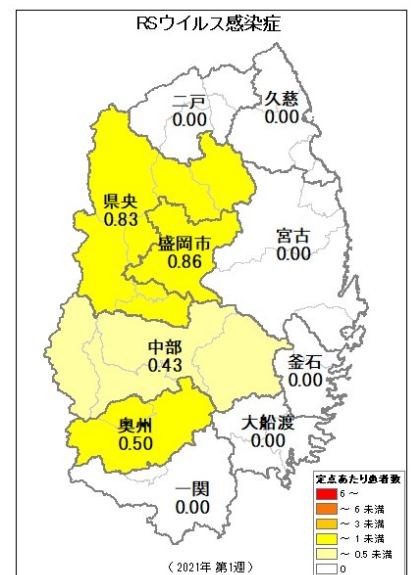 RSウイルス感染症
二戸
0.00
久慈
0.00
県央
0.83
盛岡市
0.86
宮古
0.00
中部
0.43
釜石
0.00
奥州
0.50
大船渡
0.00
一関
0.00
定点あたり患者数
6 ～
～ 6 未満
～ 3 未満
～ 1 未満
～ 0.5 未満
0
（ 2021年 第1週 ）